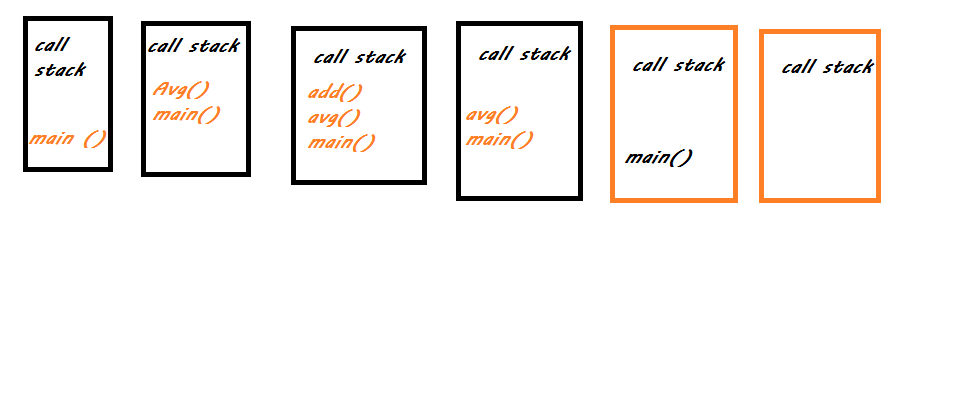 call
stack
main ()
call stack
Avg()
main()
call stack
add()
avg()
main()
call stack
avg()
main()
call stack
main()
call stack